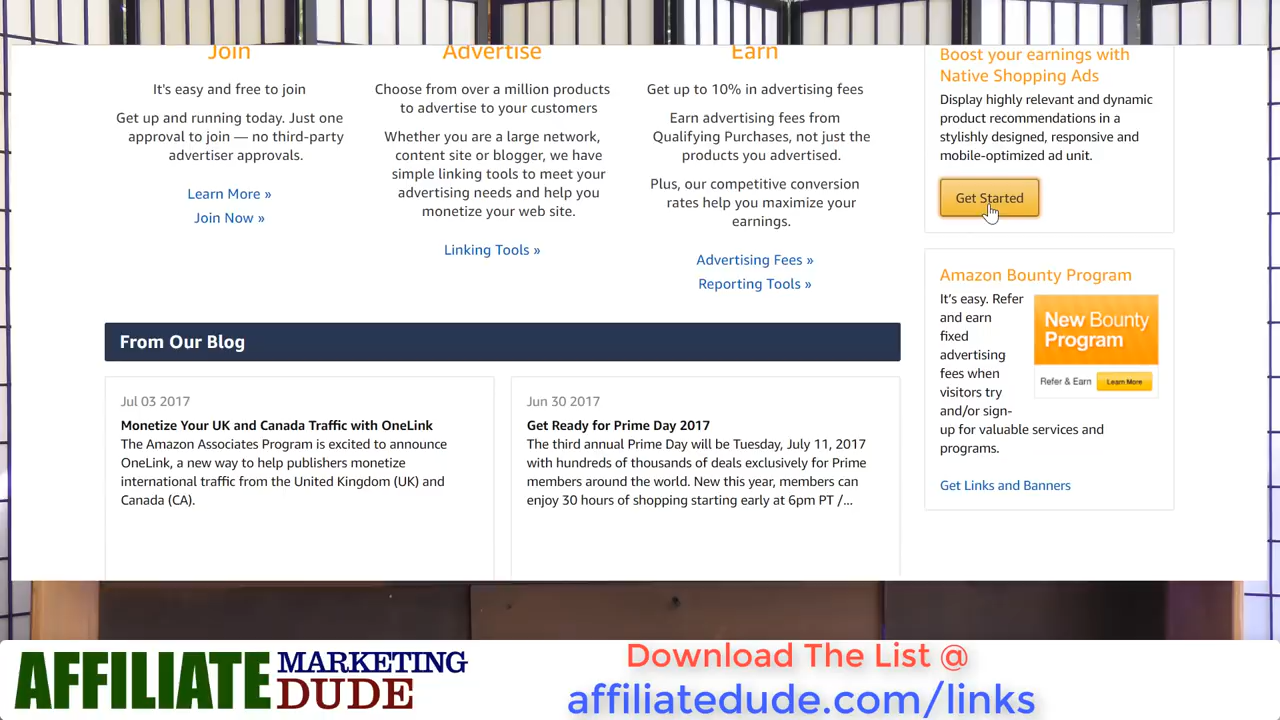 Join
It's easy and free to join
Get up and running today. Just one
approval to join — no third-party
advertiser approvals.
Learn More »
Join Now »
Advertise
Choose from over a million products
to advertise to your customers
Whether you are a large network,
content site or blogger, we have
simple linking tools to meet your
advertising needs and help you
monetize your web site.
Linking Tools »
Earn
Get up to 10% in advertising fees
Earn advertising fees from
Qualifying Purchases, not just the
products you advertised.
Plus, our competitive conversion
rates help you maximize your
earnings.
Advertising Fees »
Reporting Tools »
Boost your earnings with
Native Shopping Ads
Display highly relevant and dynamic
product recommendations in a
stylishly designed, responsive and
mobile-optimized ad unit.
Get Started
Amazon Bounty Program
It's easy. Refer
and earn
fixed
advertising
fees when
visitors try
and/or sign-
up for valuable services and
programs.
New Bounty
Program
Refer & Earn
Learn More
Get Links and Banners
From Our Blog
Jul 03 2017
Monetize Your UK and Canada Traffic with OneLink
The Amazon Associates Program is excited to announce
OneLink, a new way to help publishers monetize
international traffic from the United Kingdom (UK) and
Canada (CA).
Jun 30 2017
Get Ready for Prime Day 2017
The third annual Prime Day will be Tuesday, July 11, 2017
with hundreds of thousands of deals exclusively for Prime
members around the world. New this year, members can
enjoy 30 hours of shopping starting early at 6pm PT /...
AFFILIATE MARKETING
DUDE
Download The List @
affiliatedude.com/links